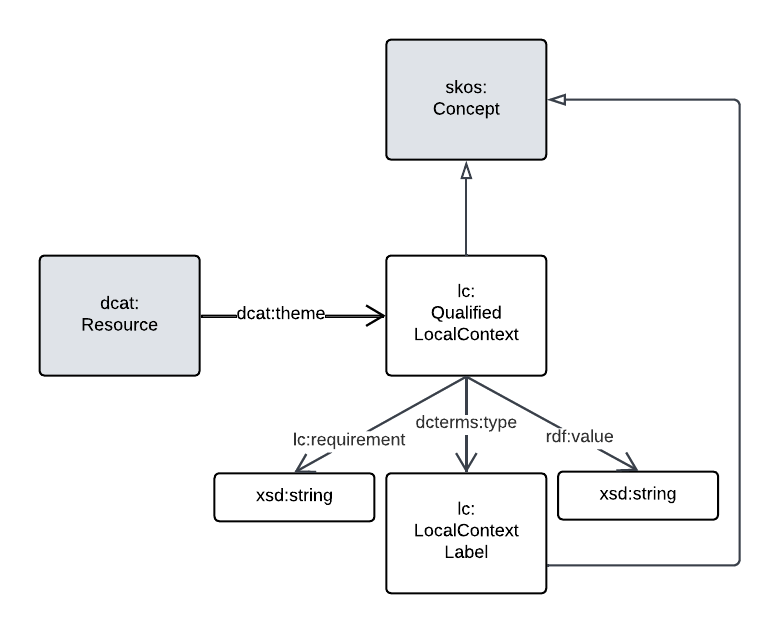 skos:
Concept
dcat:
Resource
dcat:theme
lc:
Qualified
LocalContext
lc:requirement
dcterms:type
rdf:value
xsd:string
lc:
LocalContext
Label
xsd:string